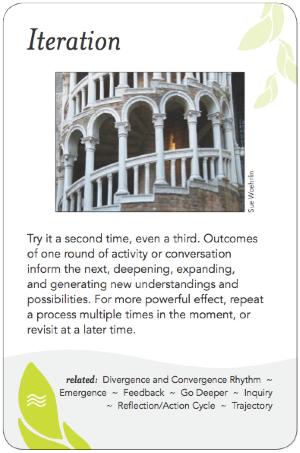 Iteration
Sue Woehrlin
Try it a second time, even a third. Outcomes
of one round of activity or conversation
inform the next, deepening, expanding,
and generating new understandings and
possibilities. For more powerful effect, repeat
a process multiple times in the moment, or
revisit at a later time.
related: Divergence and Convergence Rhythm ~
Emergence ~ Feedback ~ Go Deeper ~ Inquiry
~ Reflection/Action Cycle ~ Trajectory